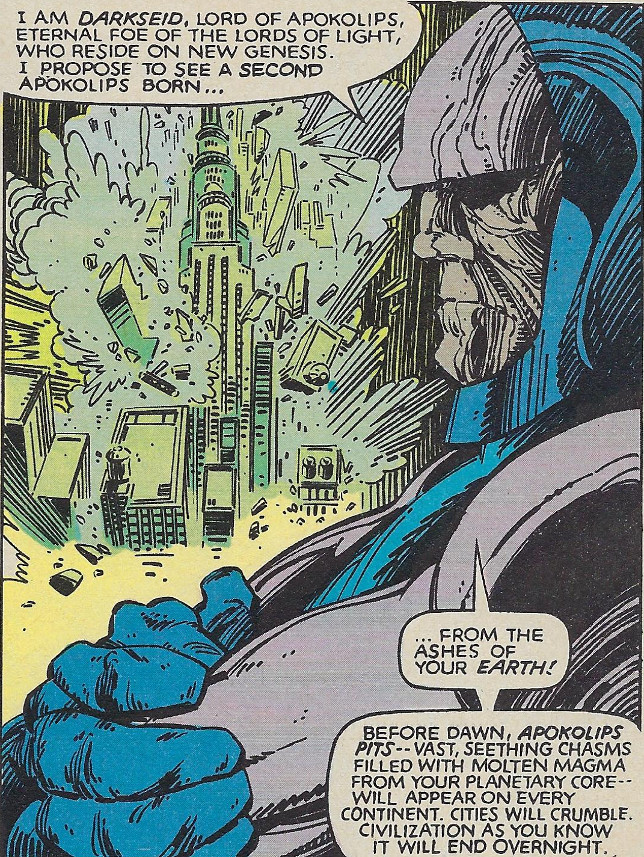 I AM DARKSEID, LORD OF APOKOLIPS,
ETERNAL FOE OF THE LORDS OF LIGHT,
WHO RESIDE ON NEW GENESIS.
I PROPOSE TO SEE A SECOND
APOKOLIPS BORN...
... FROM THE
ASHES OF
YOUR EARTH!
BEFORE DAWN, APOKOLIPS
PITS--VAST, SEETHING CHASMS
FILLED WITH MOLTEN MAGMA
FROM YOUR PLANETARY CORE--
WILL APPEAR ON EVERY
CONTINENT. CITIES WILL CRUMBLE.
CIVILIZATION AS YOU KNOW
IT WILL END OVERNIGHT.